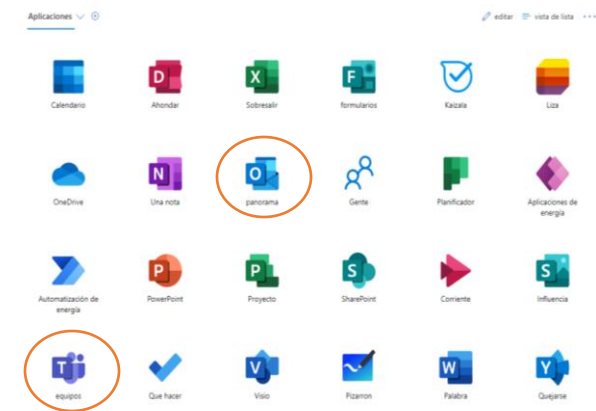 Aplicaciones
editar vista de lista
Calendario Ahondar Sobresalir formularios Kaizala Liza
D X F
OneDrive Una nota panorama Gente Planificador Aplicaciones de
energía
N O
Automatización de PowerPoint Proyecto SharePoint Corriente Influencia
energía
P P S S
equipos Que hacer Visio Pizarron Palabra Quejarse
T V W Y